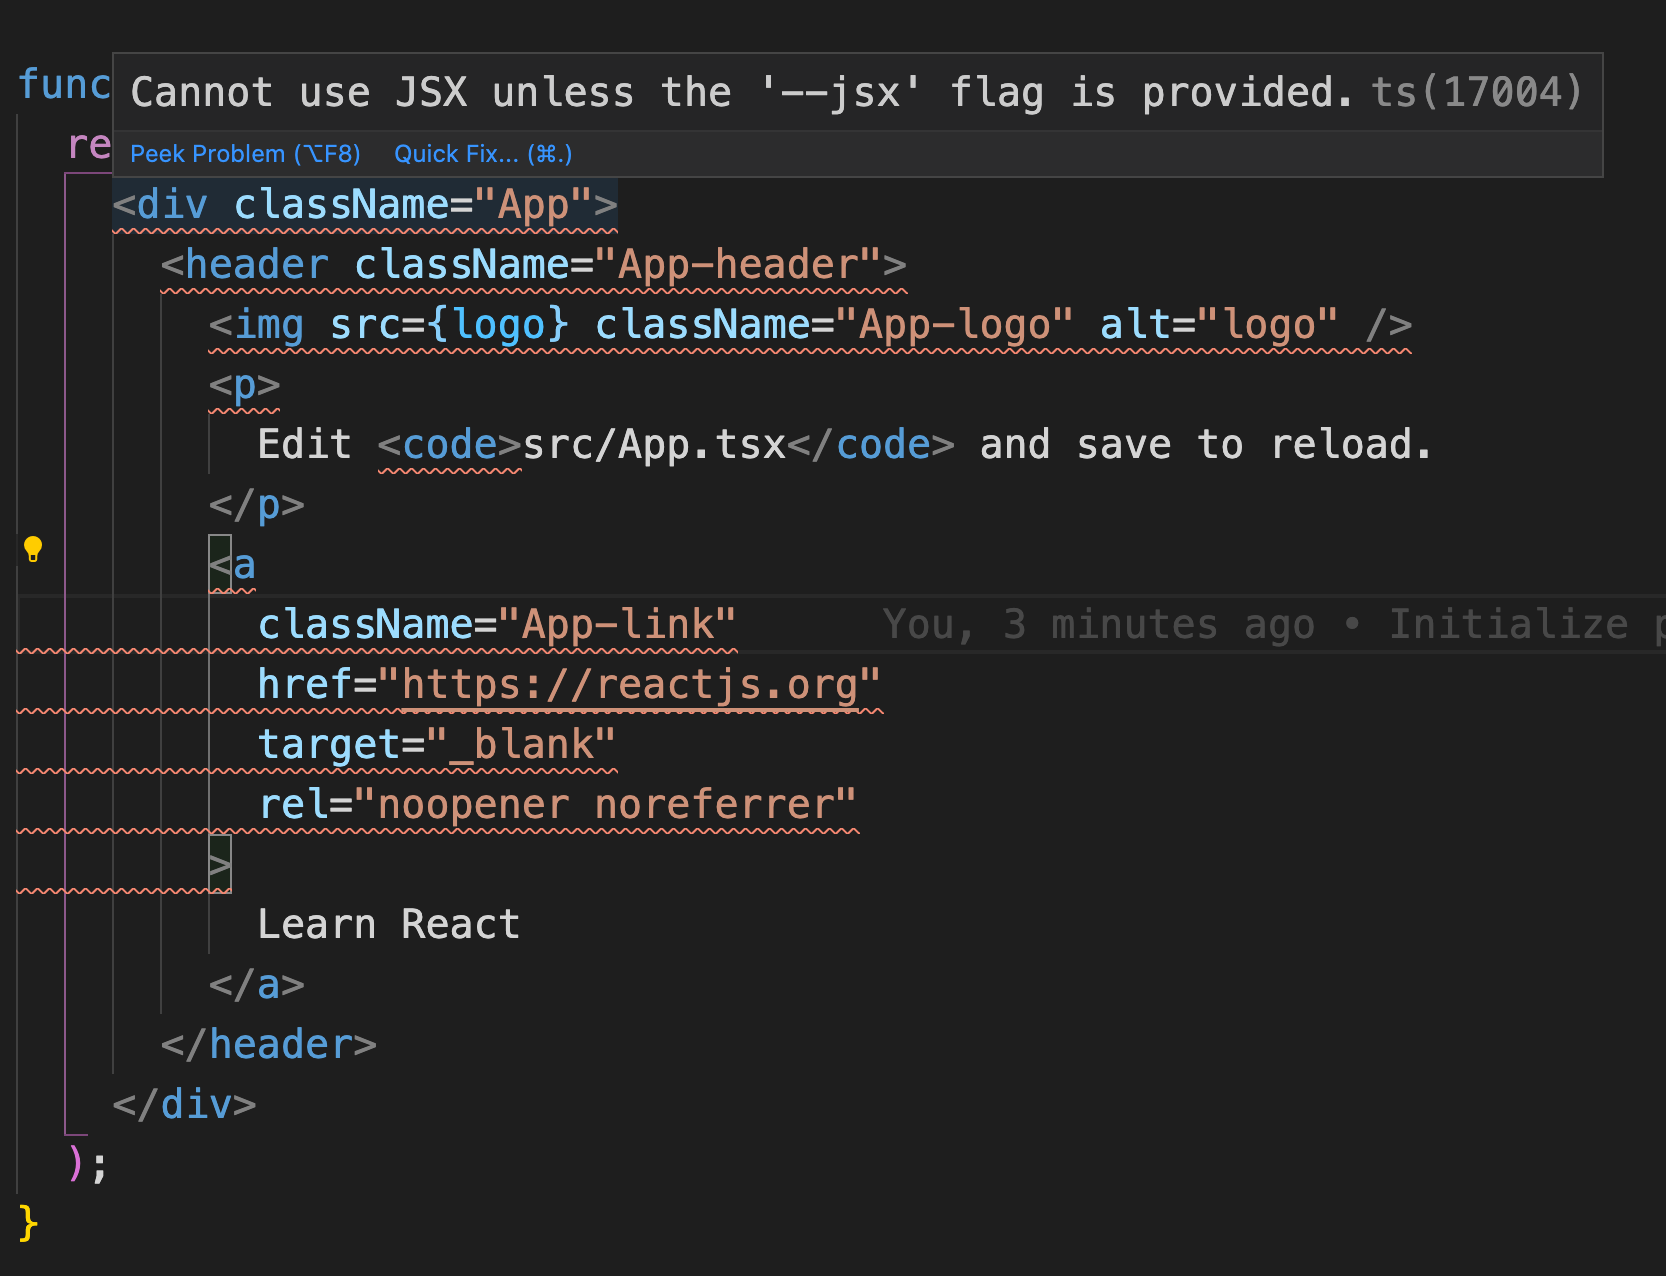 func
Cannot use JSX unless the '--jsx' flag is provided. ts(17004)
re
Peek Problem (⌥F8) Quick Fix... (⌘.)
<div className="App">
<header className="App-header">
<img src={logo} className="App-logo" alt="logo" />
<p>
Edit <code>src/App.tsx</code> and save to reload.
</p>
<a
className="App-link" You, 3 minutes ago • Initialize p
href="https://reactjs.org"
target="_blank"
rel="noopener noreferrer"
>
Learn React
</a>
</header>
</div>
);
}